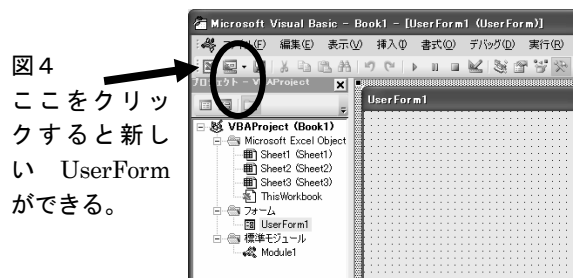 Microsoft Visual Basic - Book1 - [UserForm1 (UserForm)]
編集(E) 表示(V) 挿入(I) 書式(O) デバッグ(D) 実行(R)
図4
ここをクリッ
クすると新し
い UserForm
ができる。
UserForm1
VBAProject (Book1)
Microsoft Excel Object
Sheet1 (Sheet1)
Sheet2 (Sheet2)
Sheet3 (Sheet3)
ThisWorkbook
フォーム
UserForm1
標準モジュール
Module1